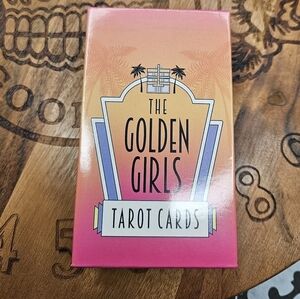 THE
GOLDEN
GIRLS
TAROT CARDS